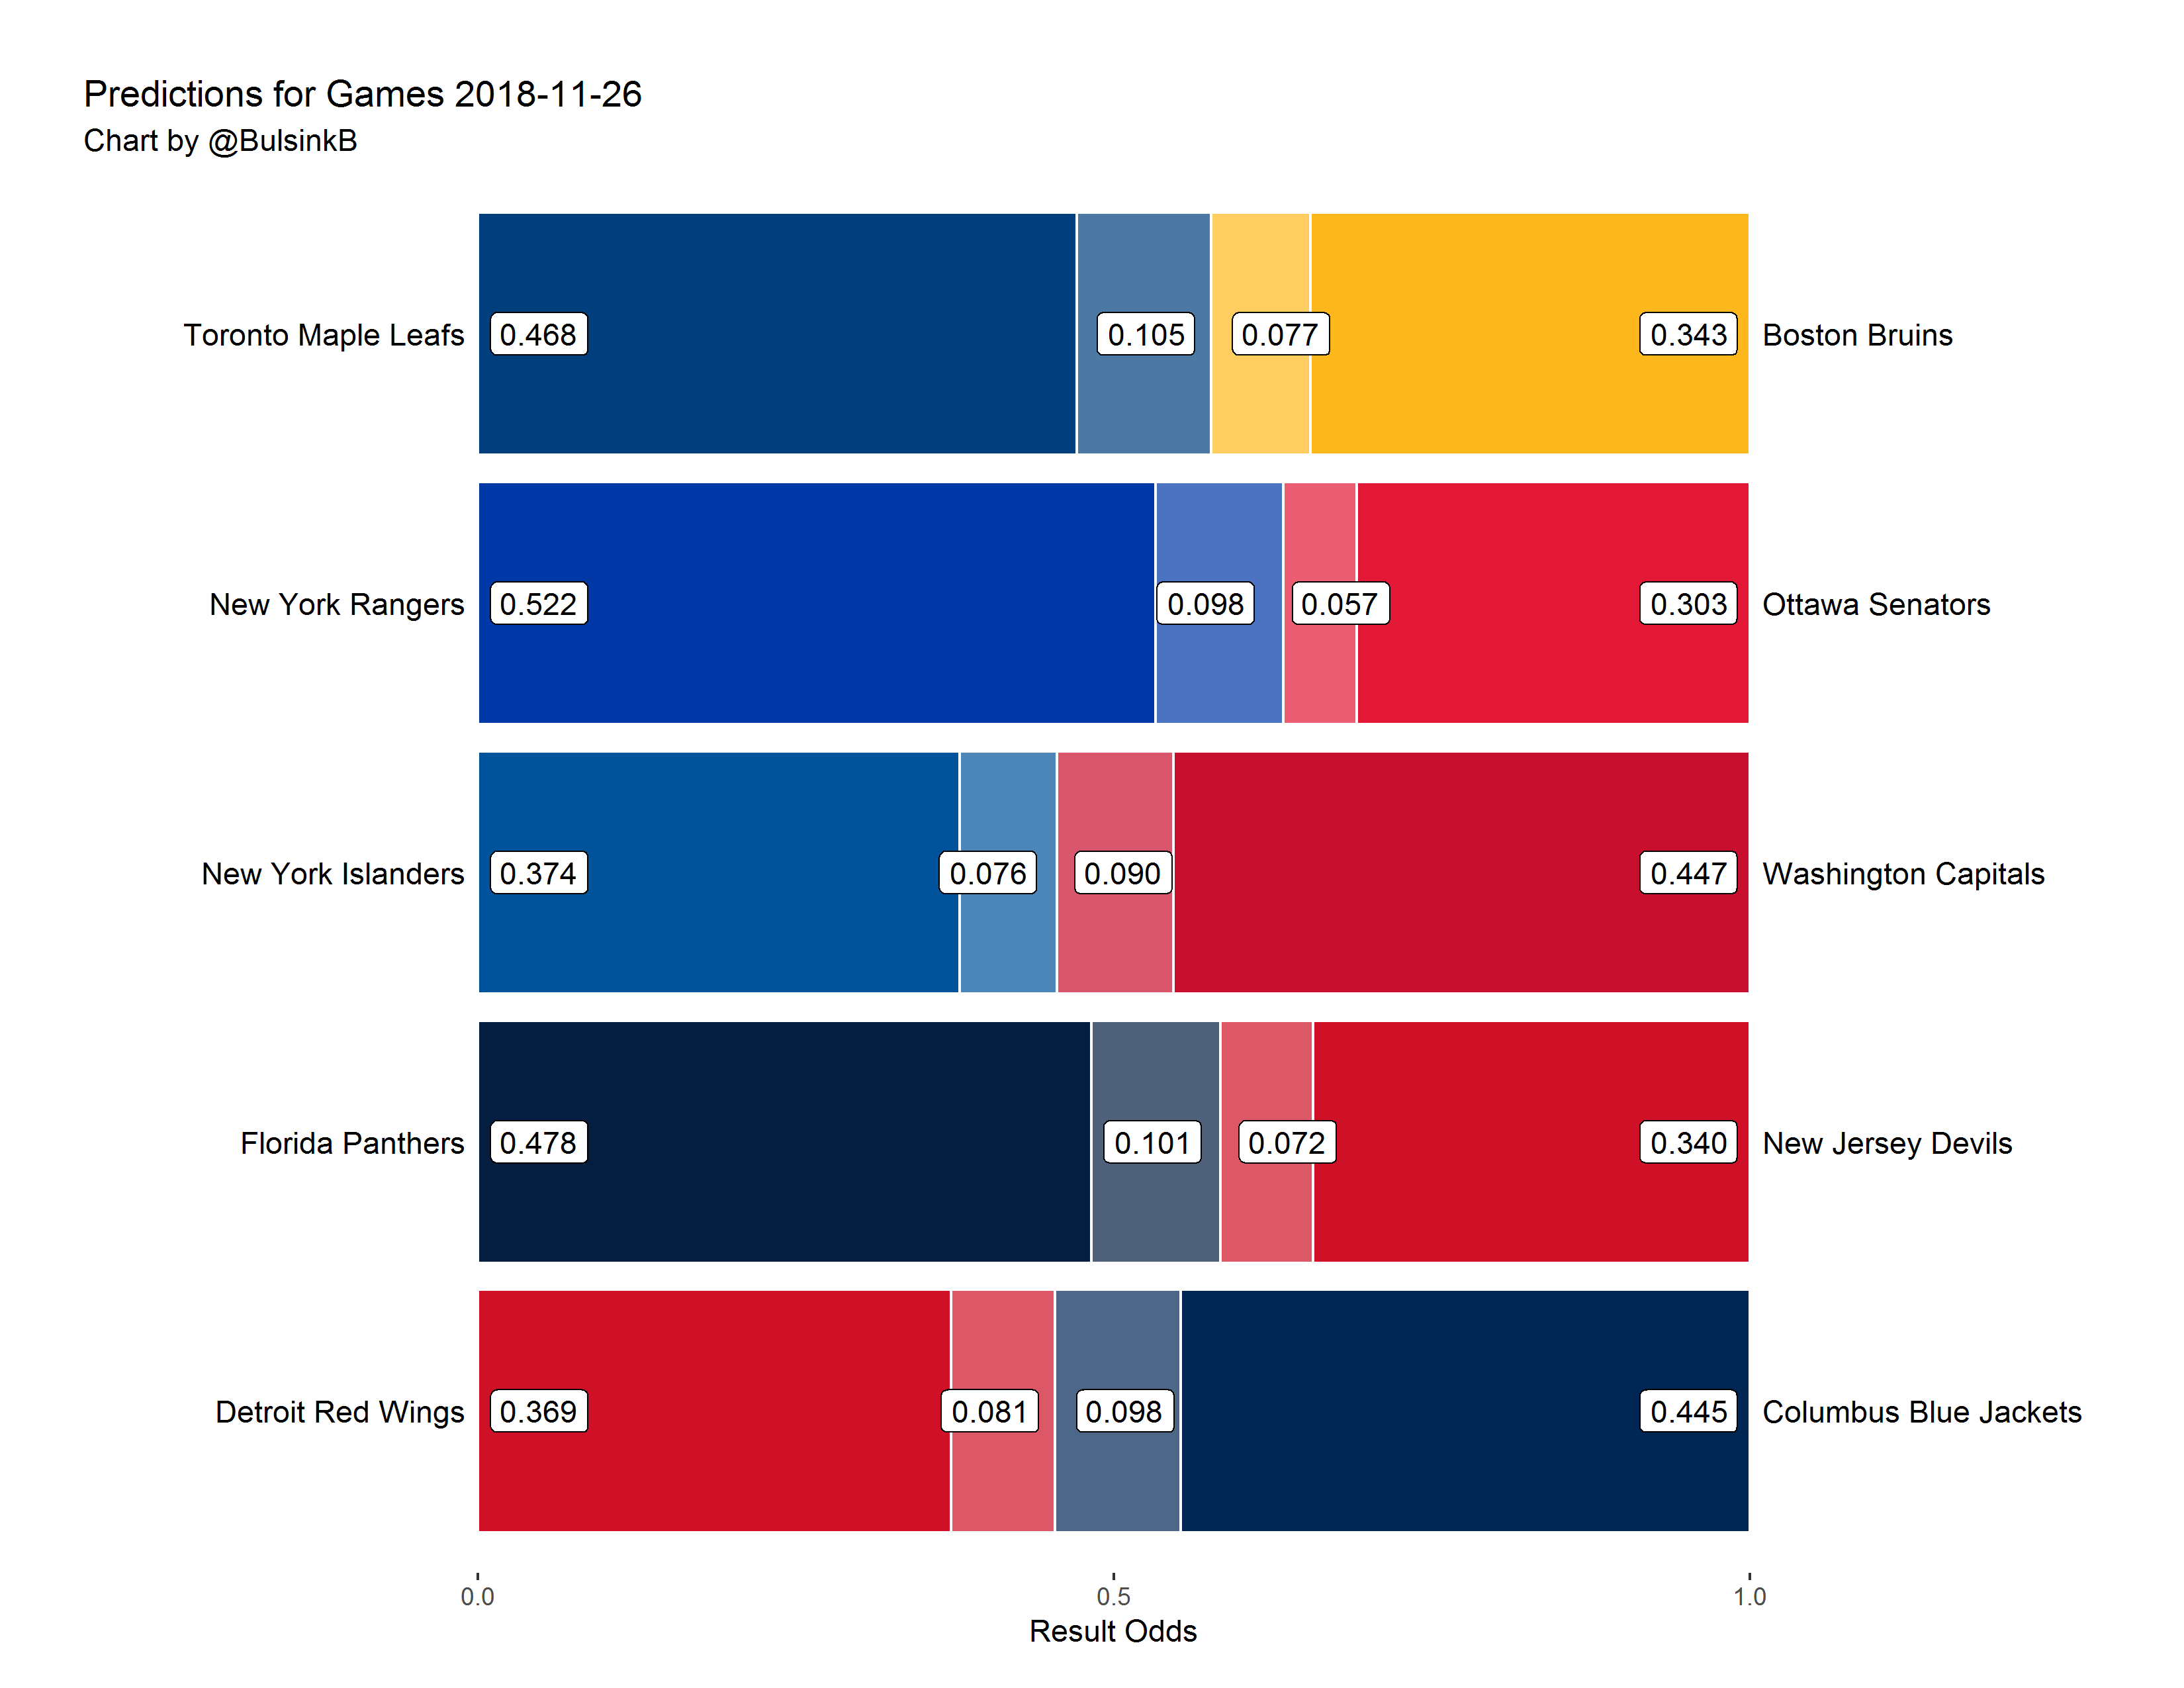 Predictions for Games 2018-11-26
Chart by @BulsinkB
Toronto Maple Leafs 0.468 0.105 0.077 0.343 Boston Bruins
New York Rangers 0.522 0.098 0.057 0.303 Ottawa Senators
New York Islanders 0.374 0.076 0.090 0.447 Washington Capitals
Florida Panthers 0.478 0.101 0.072 0.340 New Jersey Devils
Detroit Red Wings 0.369 0.081 0.098 0.445 Columbus Blue Jackets
0.0 0.5 1.0
Result Odds